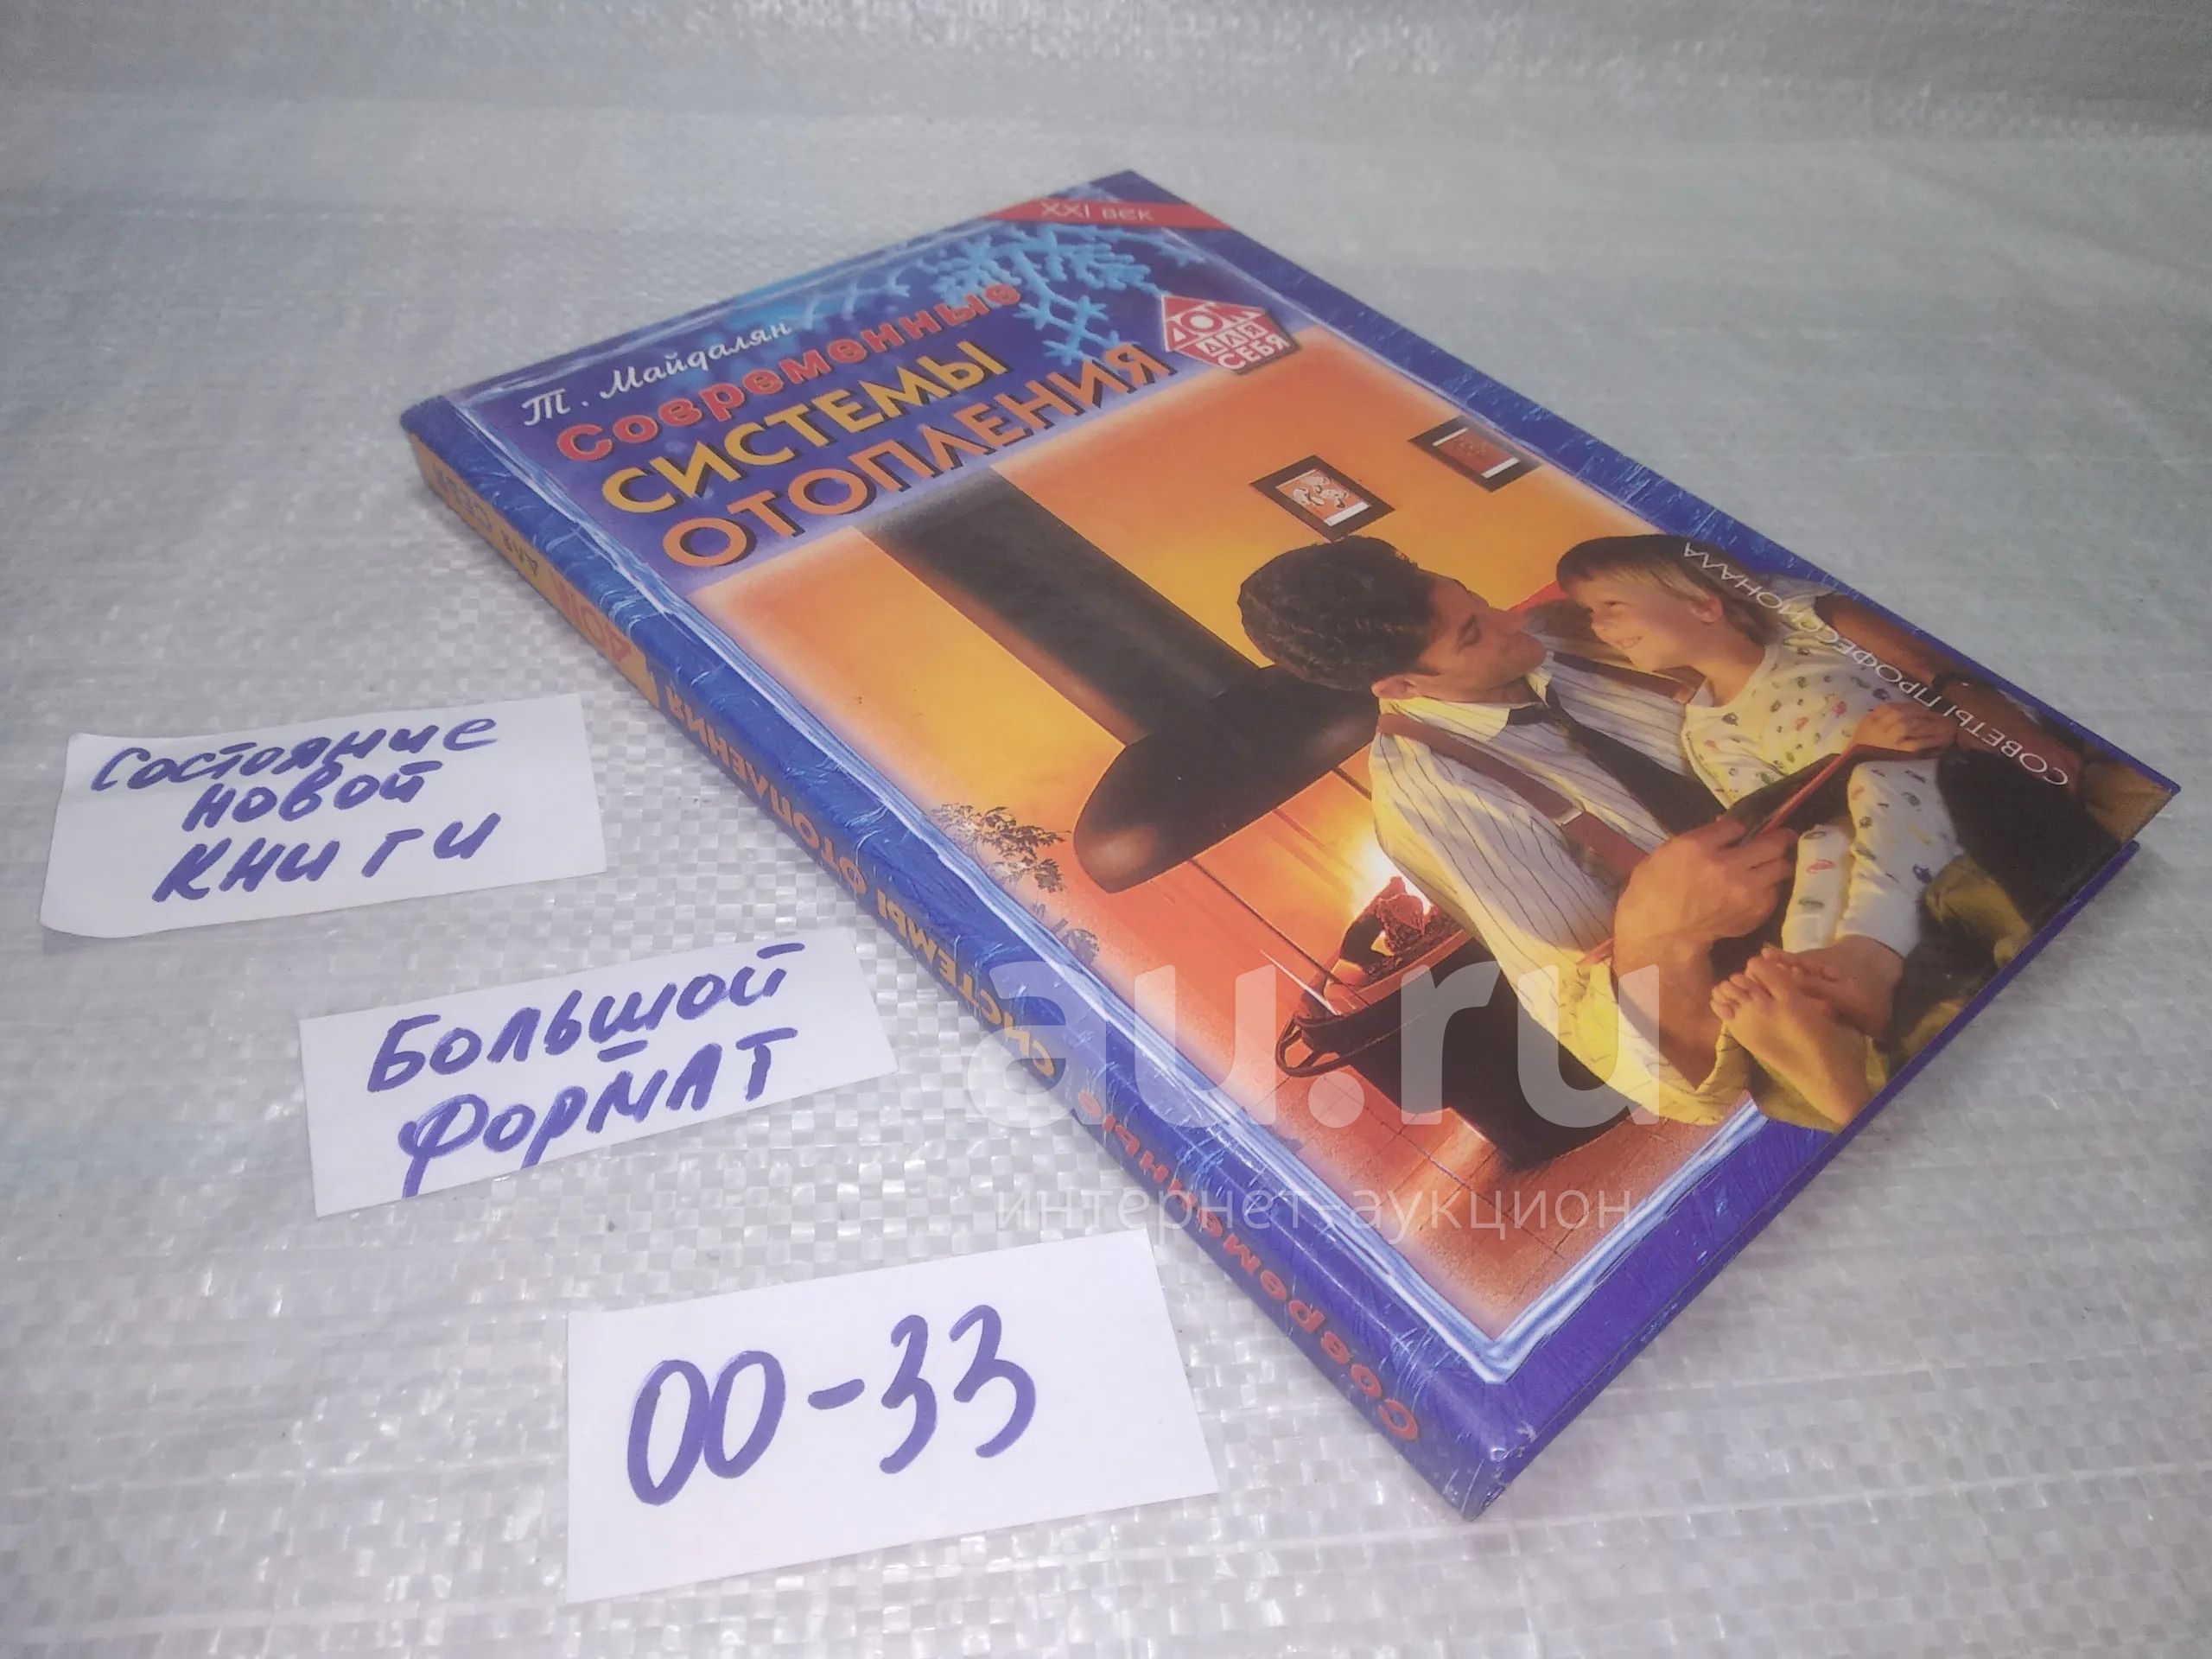 XXI век
Т. Майдалян
Современные
СИСТЕМЫ
ОТОПЛЕНИЯ
ДОМ
ДЛЯ
СЕБЯ
СОВЕТЫ ПРОФЕССИОНАЛА
Современные СИСТЕМЫ ОТОПЛЕНИЯ ДОМ ДЛЯ СЕБЯ
Состояние
новой
книги
Большой
формат
00-33
au.ru
интернет-аукцион